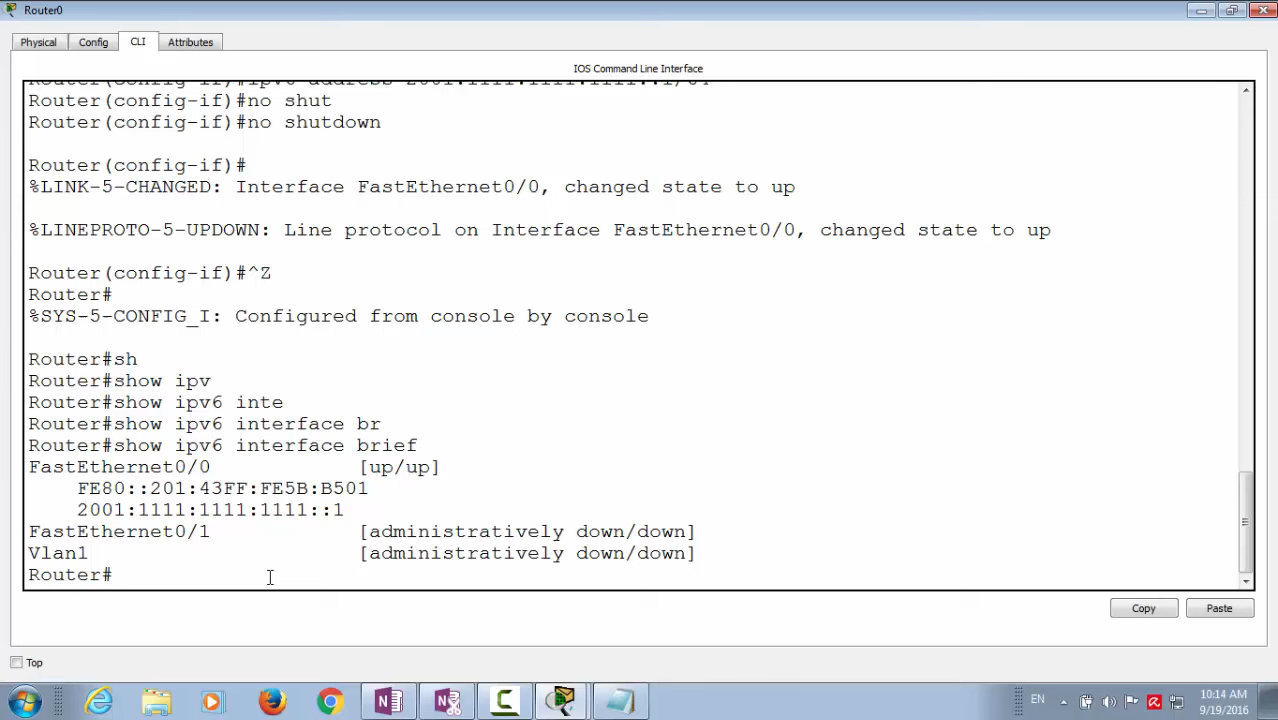 Router0
Physical Config CLI Attributes
IOS Command Line Interface
Router(config-if)#no shut
Router(config-if)#no shutdown
Router(config-if)#
%LINK-5-CHANGED: Interface FastEthernet0/0, changed state to up
%LINEPROTO-5-UPDOWN: Line protocol on Interface FastEthernet0/0, changed state to up
Router(config-if)#^Z
Router#
%SYS-5-CONFIG_I: Configured from console by console
Router#sh
Router#show ipv
Router#show ipv6 inte
Router#show ipv6 interface br
Router#show ipv6 interface brief
FastEthernet0/0 [up/up]
FE80::201:43FF:FE5B:B501
2001:1111:1111:1111::1
FastEthernet0/1 [administratively down/down]
Vlan1 [administratively down/down]
Router#
Copy Paste
Top
EN 10:14 AM
9/19/2016